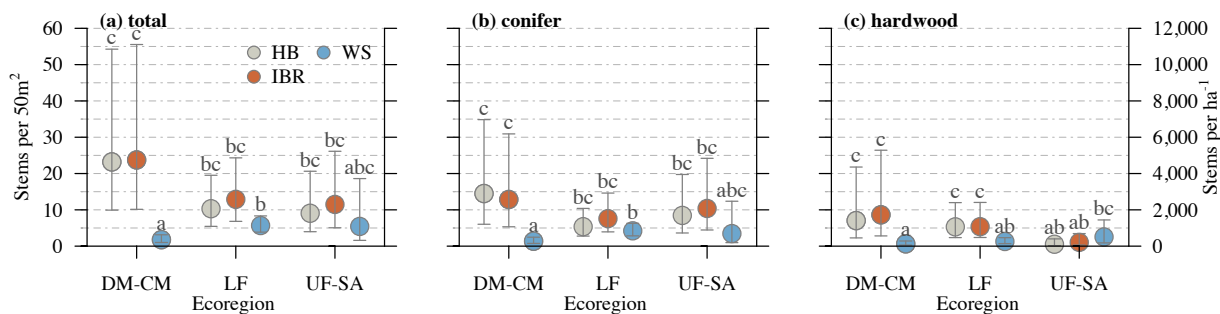 (a) total (b) conifer (c) hardwood
60 12,000
c c
HB WS
50 10,000
IBR
40 8,000
c c
30 6,000
bc bc bc c c
20 bc bc abc bc bc abc 4,000
bc b c c
10 b 2,000
a a a ab ab ab bc
0 0
DM-CM LF UF-SA DM-CM LF UF-SA DM-CM LF UF-SA
Ecoregion Ecoregion Ecoregion
Stems per 50m²
Stems per ha⁻¹